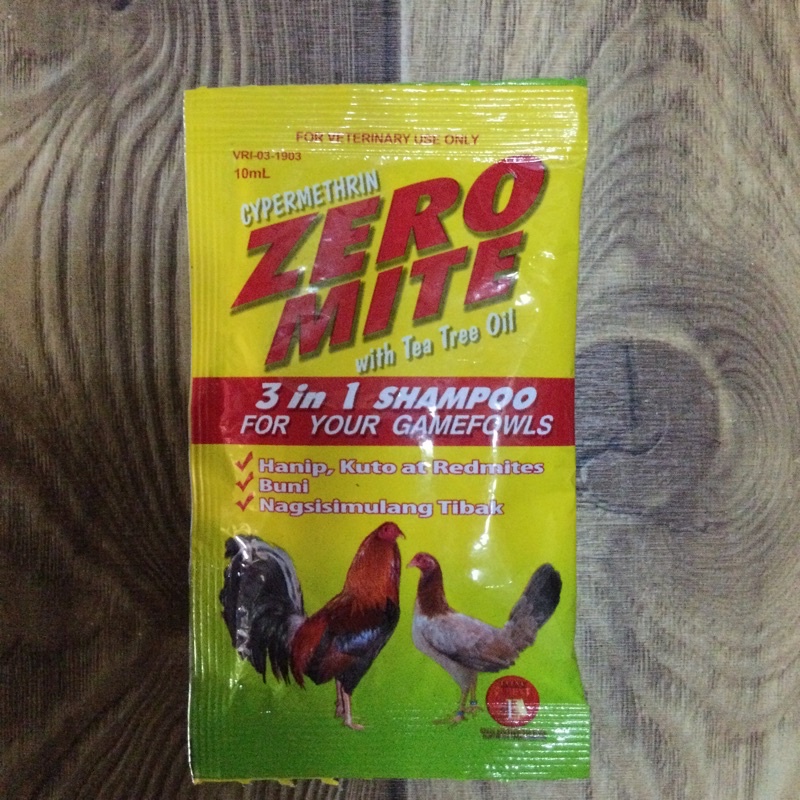 FOR VETERINARY USE ONLY
VRI-03-1903
10mL
CYPERMETHRIN
ZERO
MITE
with Tea Tree Oil
3 in 1 SHAMPOO
FOR YOUR GAMEFOWLS
Hanip, Kuto at Redmites
Buni
Nagsisimulang Tibak